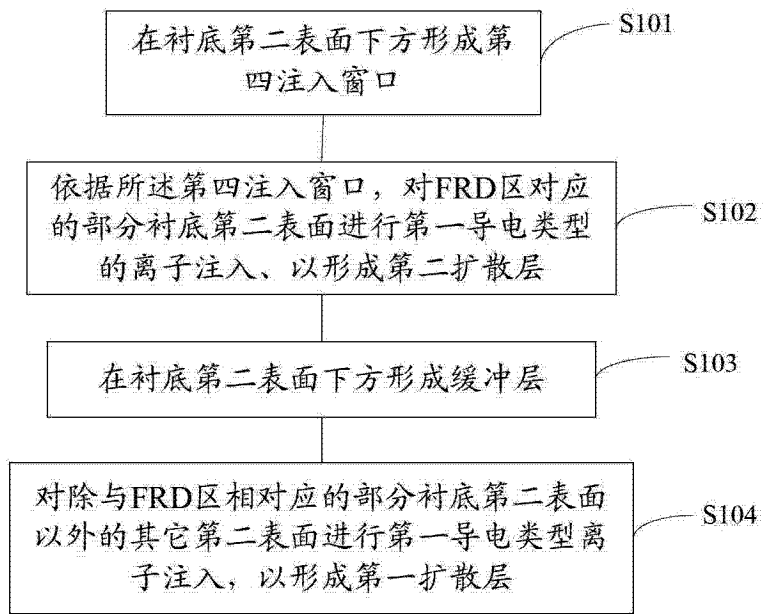 在衬底第二表面下方形成第
四注入窗口
S101
依据所述第四注入窗口，对FRD区对应
的部分衬底第二表面进行第一导电类型
的离子注入、以形成第二扩散层
S102
在衬底第二表面下方形成缓冲层
S103
对除与FRD区相对应的部分衬底第二表面
以外的其它第二表面进行第一导电类型离
子注入，以形成第一扩散层
S104